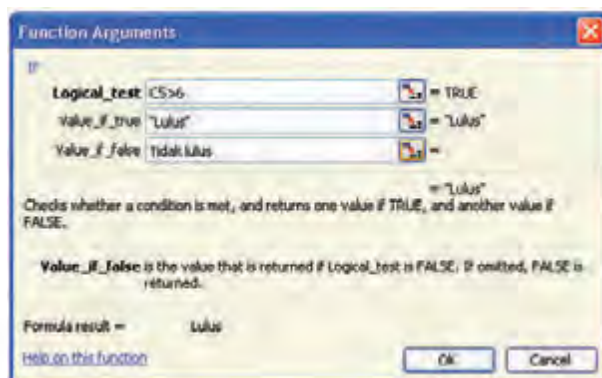 Function Arguments
IF
Logical_test C5>6 = TRUE
Value_if_true "Lulus" = "Lulus"
Value_if_false Tidak lulus =
= "Lulus"
Checks whether a condition is met, and returns one value if TRUE, and another value if
FALSE.
Value_if_false is the value that is returned if Logical_test is FALSE. If omitted, FALSE is
returned.
Formula result = Lulus
Help on this function
OK Cancel